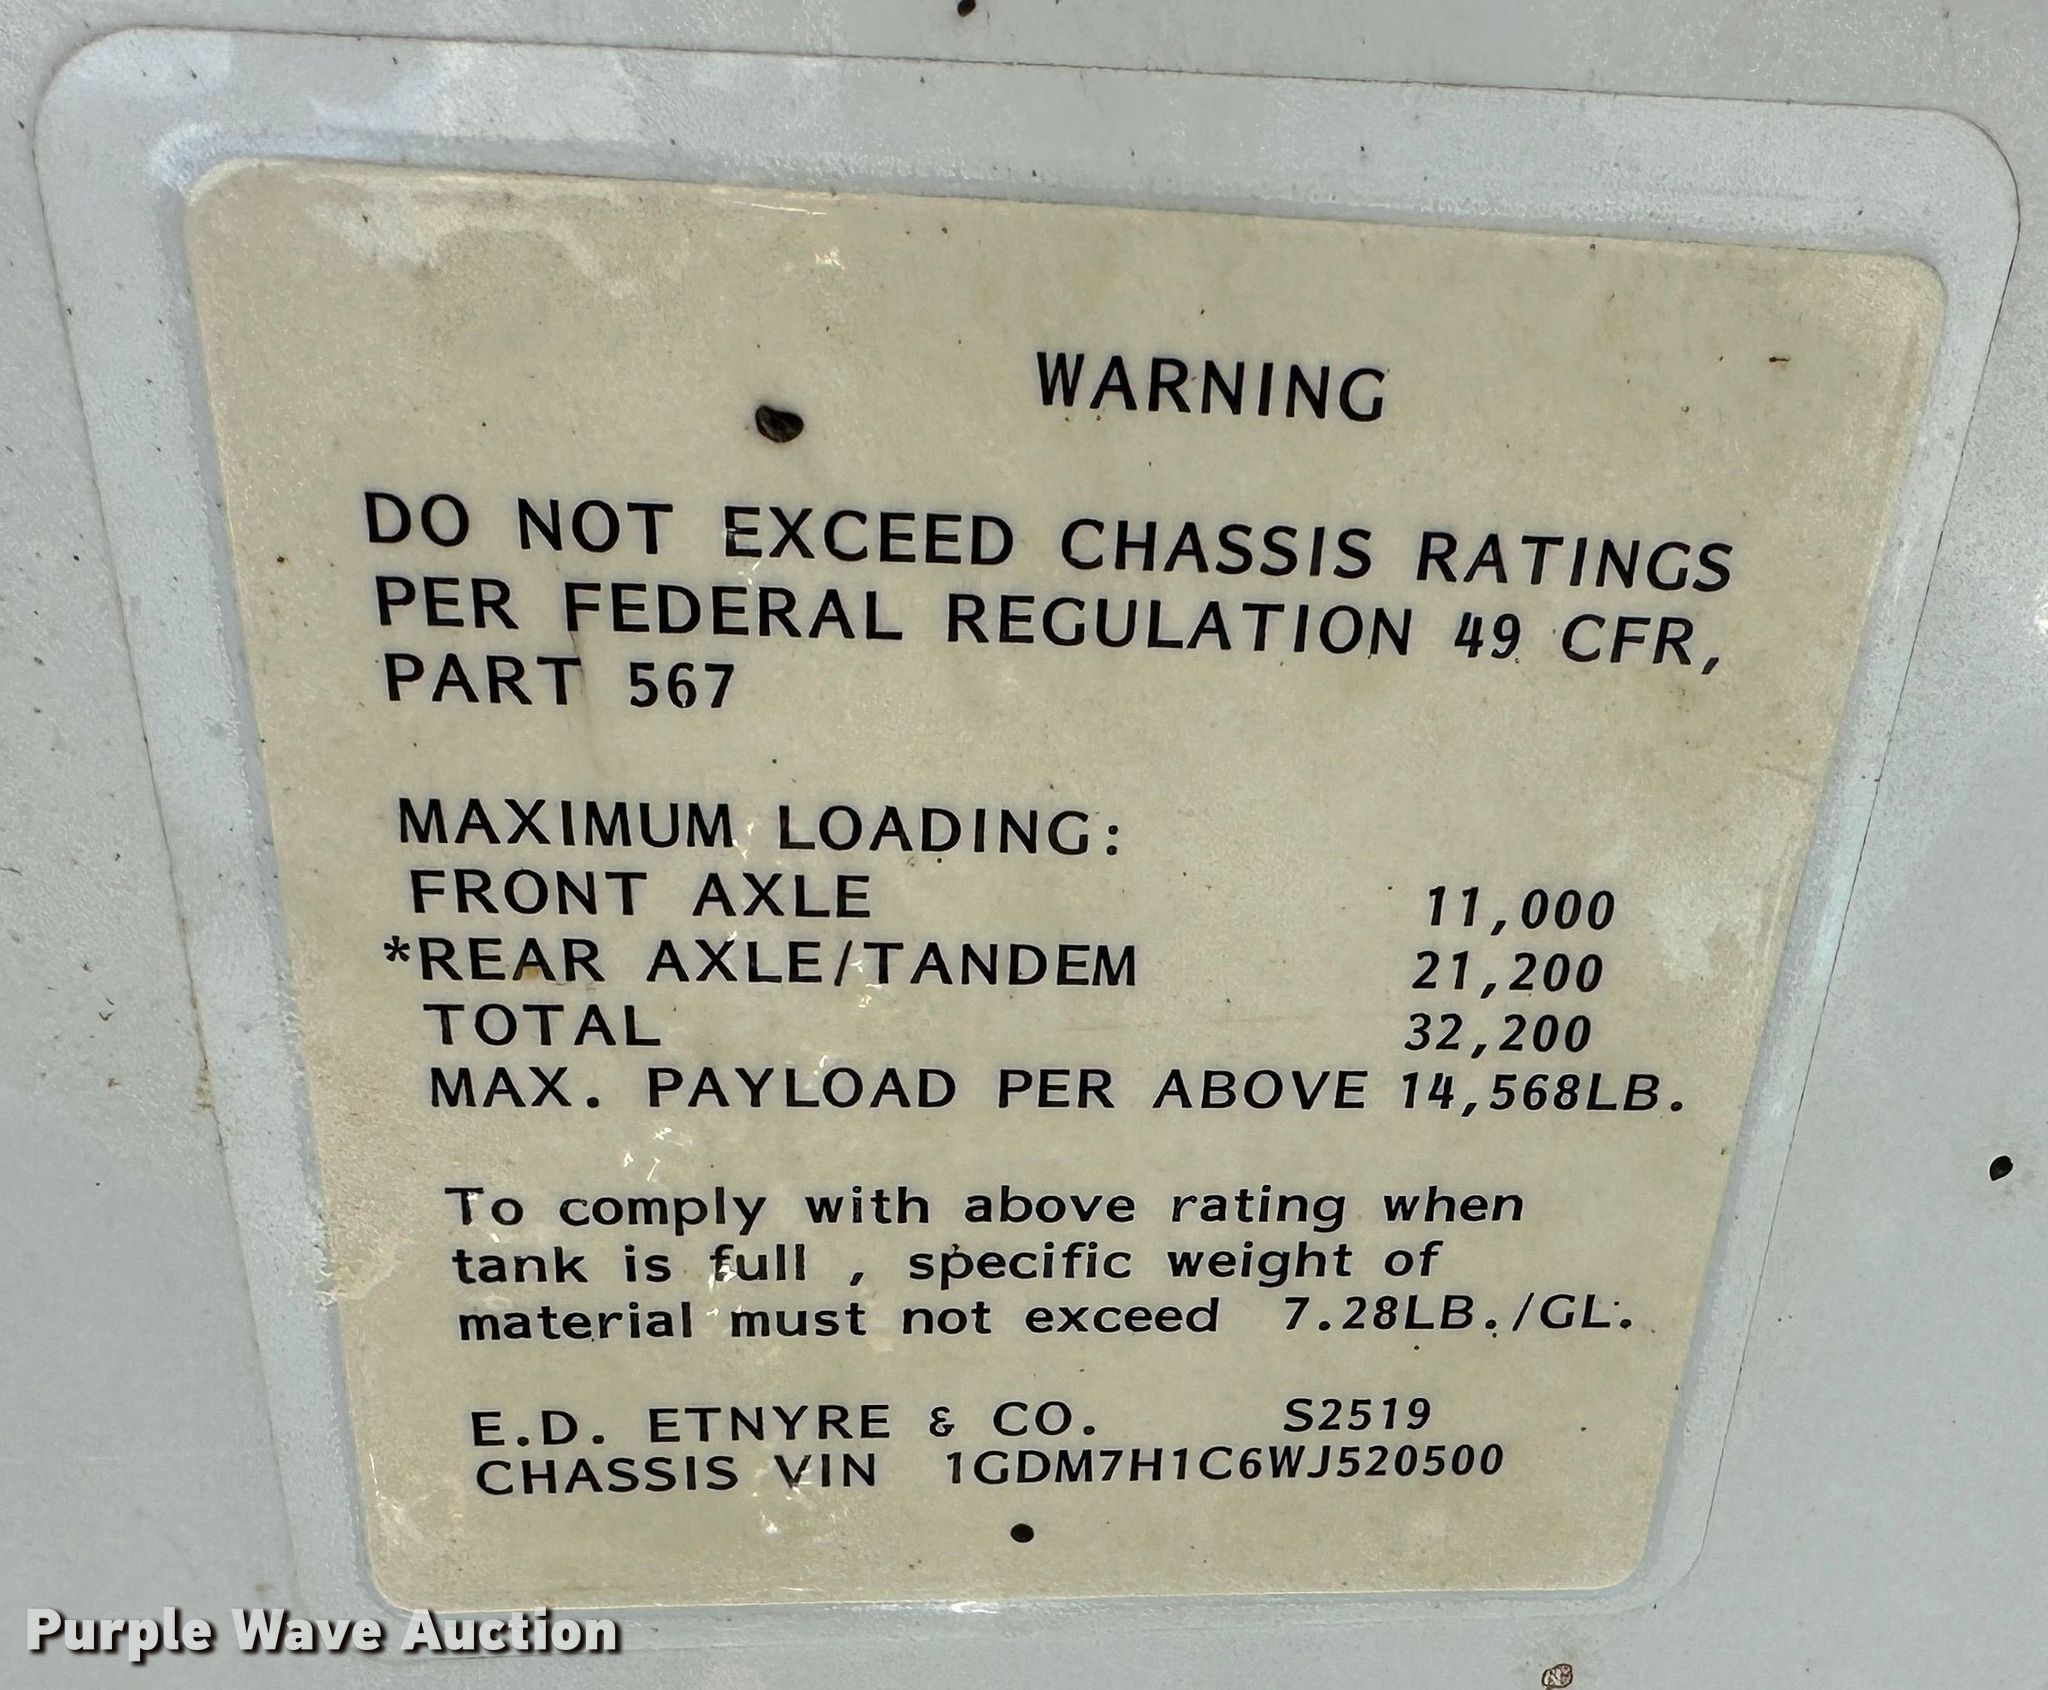 WARNING
DO NOT EXCEED CHASSIS RATINGS
PER FEDERAL REGULATION 49 CFR,
PART 567
MAXIMUM LOADING:
FRONT AXLE 11,000
*REAR AXLE/TANDEM 21,200
TOTAL 32,200
MAX. PAYLOAD PER ABOVE 14,568LB.
To comply with above rating when
tank is full , specific weight of
material must not exceed 7.28LB./GL.
E.D. ETNYRE & CO. S2519
CHASSIS VIN 1GDM7H1C6WJ520500
Purple Wave Auction